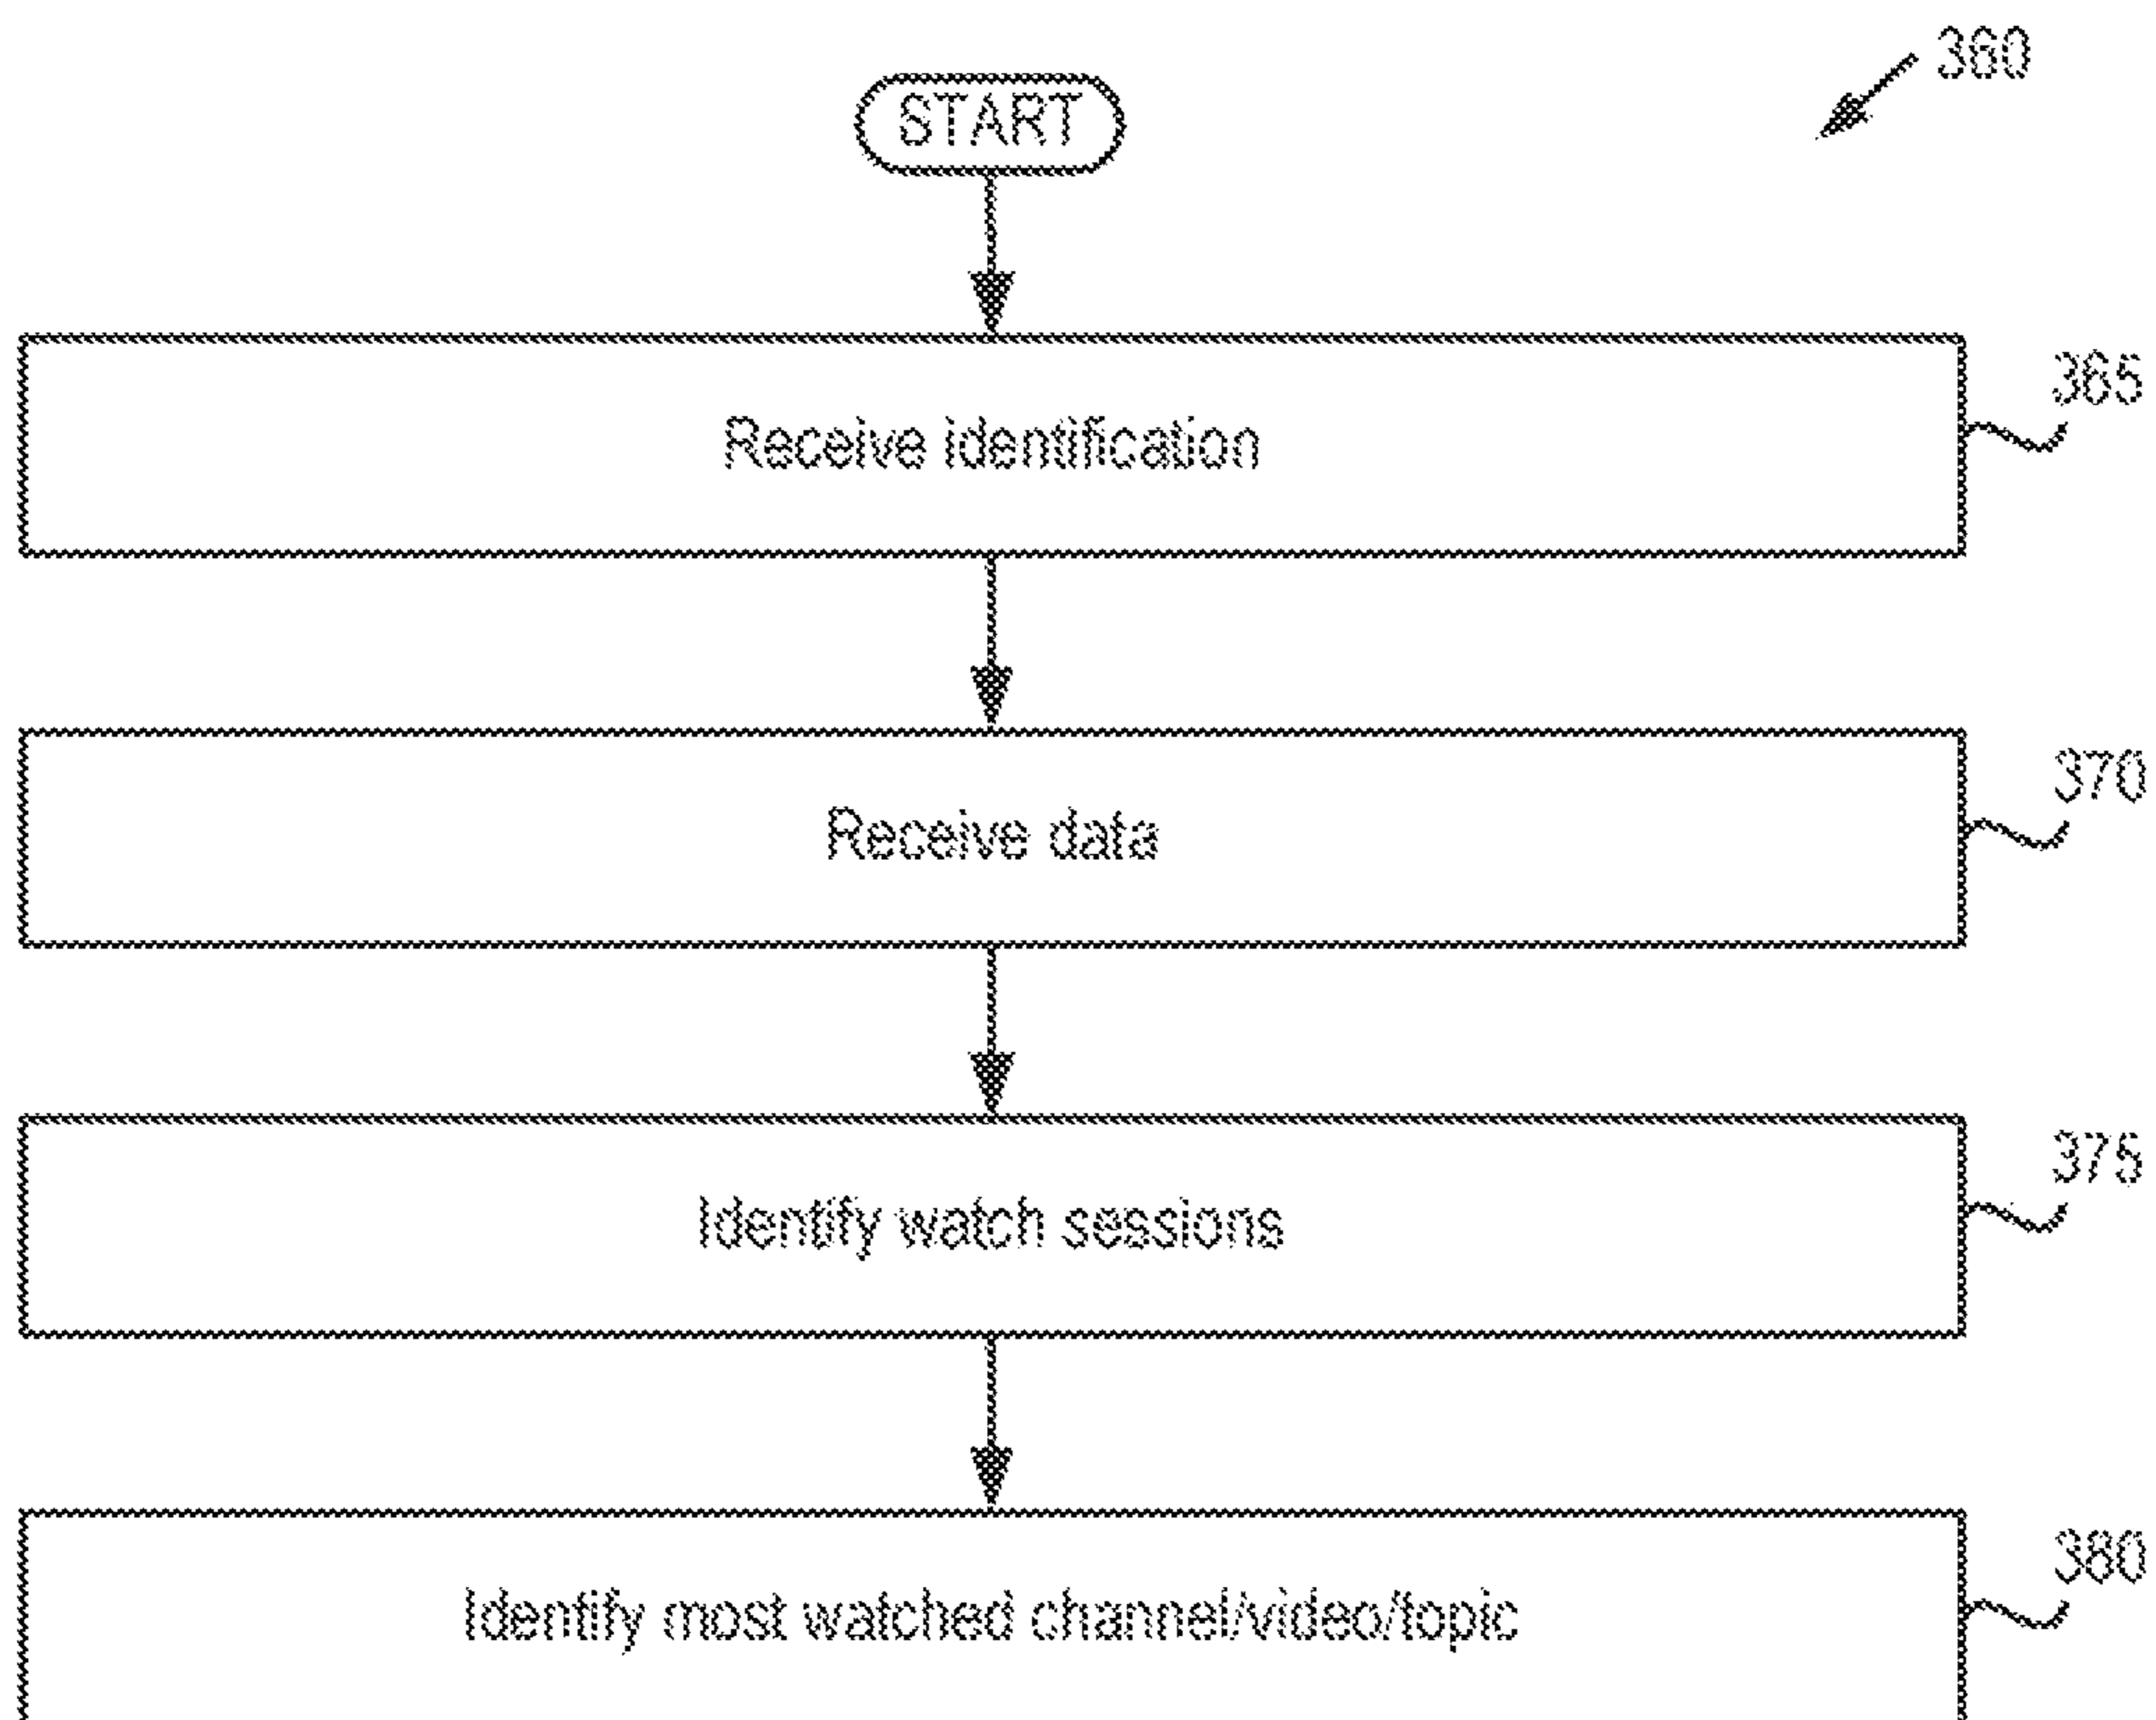 360
START
365
Receive identification
370
Receive data
375
Identify watch sessions
380
Identify most watched channel/video/topic